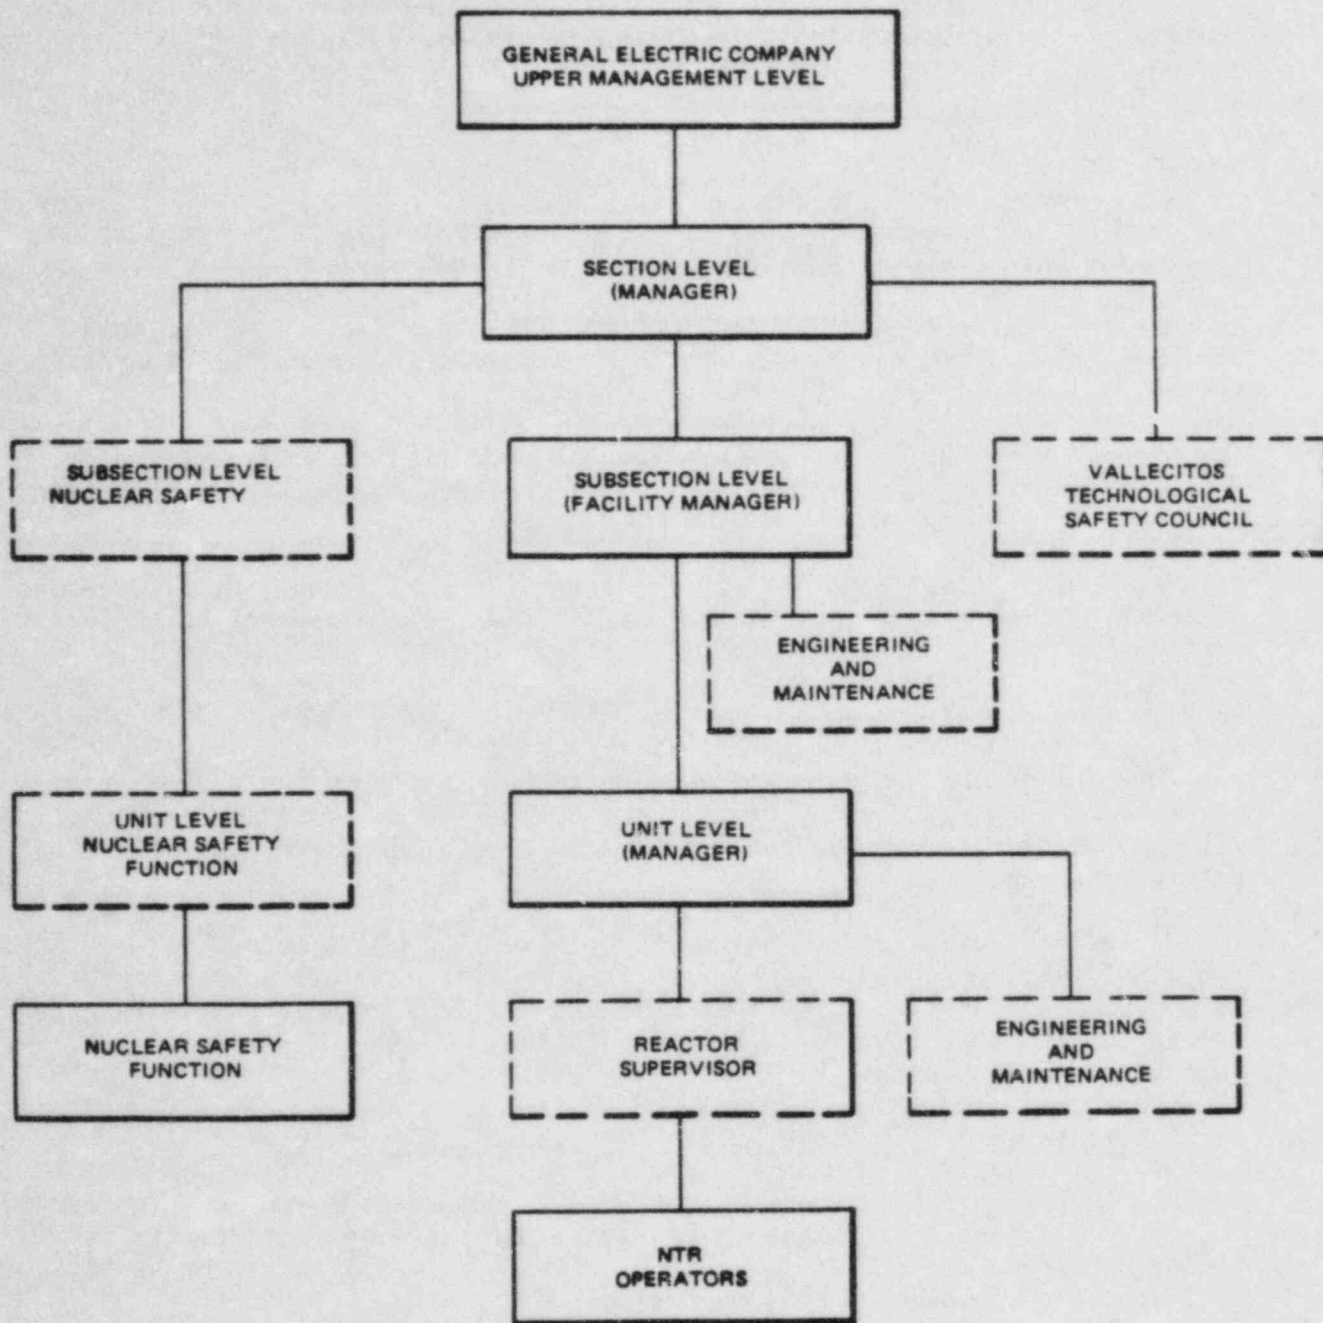 GENERAL ELECTRIC COMPANY
UPPER MANAGEMENT LEVEL
SECTION LEVEL
(MANAGER)
SUBSECTION LEVEL
NUCLEAR SAFETY
SUBSECTION LEVEL
(FACILITY MANAGER)
VALLECITOS
TECHNOLOGICAL
SAFETY COUNCIL
ENGINEERING
AND
MAINTENANCE
UNIT LEVEL
NUCLEAR SAFETY
FUNCTION
UNIT LEVEL
(MANAGER)
NUCLEAR SAFETY
FUNCTION
REACTOR
SUPERVISOR
ENGINEERING
AND
MAINTENANCE
NTR
OPERATORS